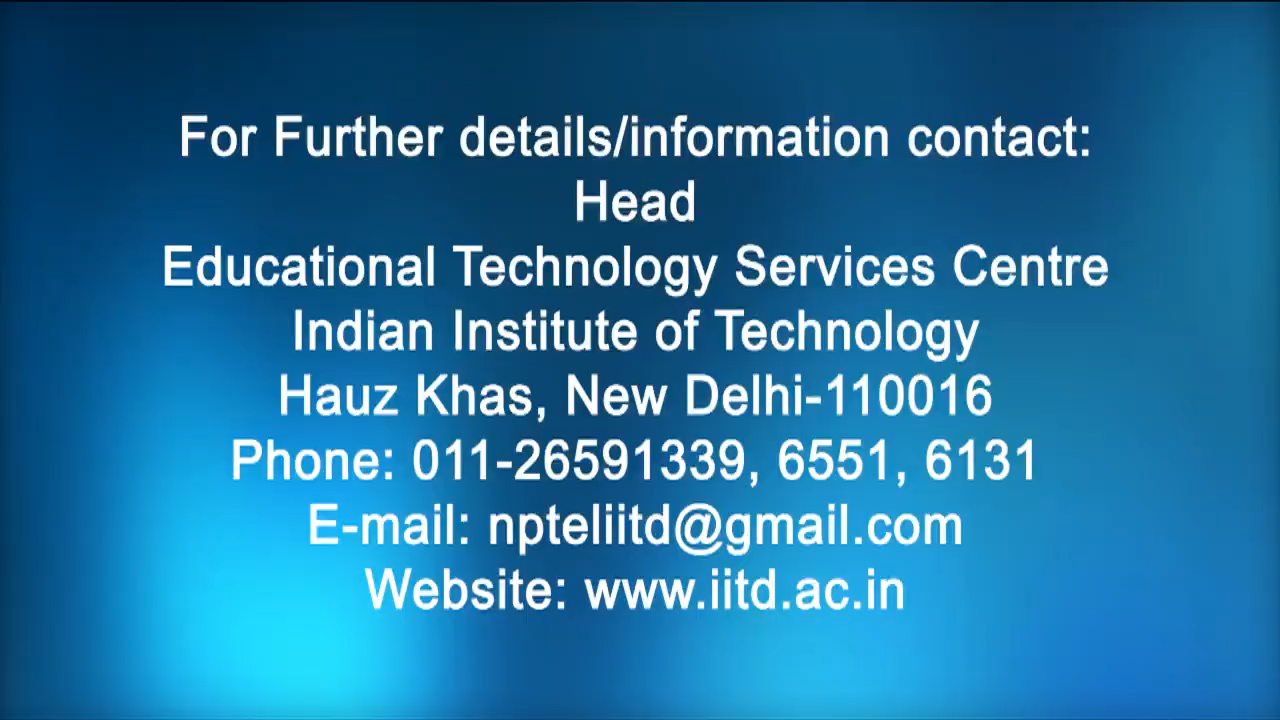 For Further details/information contact:
Head
Educational Technology Services Centre
Indian Institute of Technology
Hauz Khas, New Delhi-110016
Phone: 011-26591339, 6551, 6131
E-mail: npteliitd@gmail.com
Website: www.iitd.ac.in